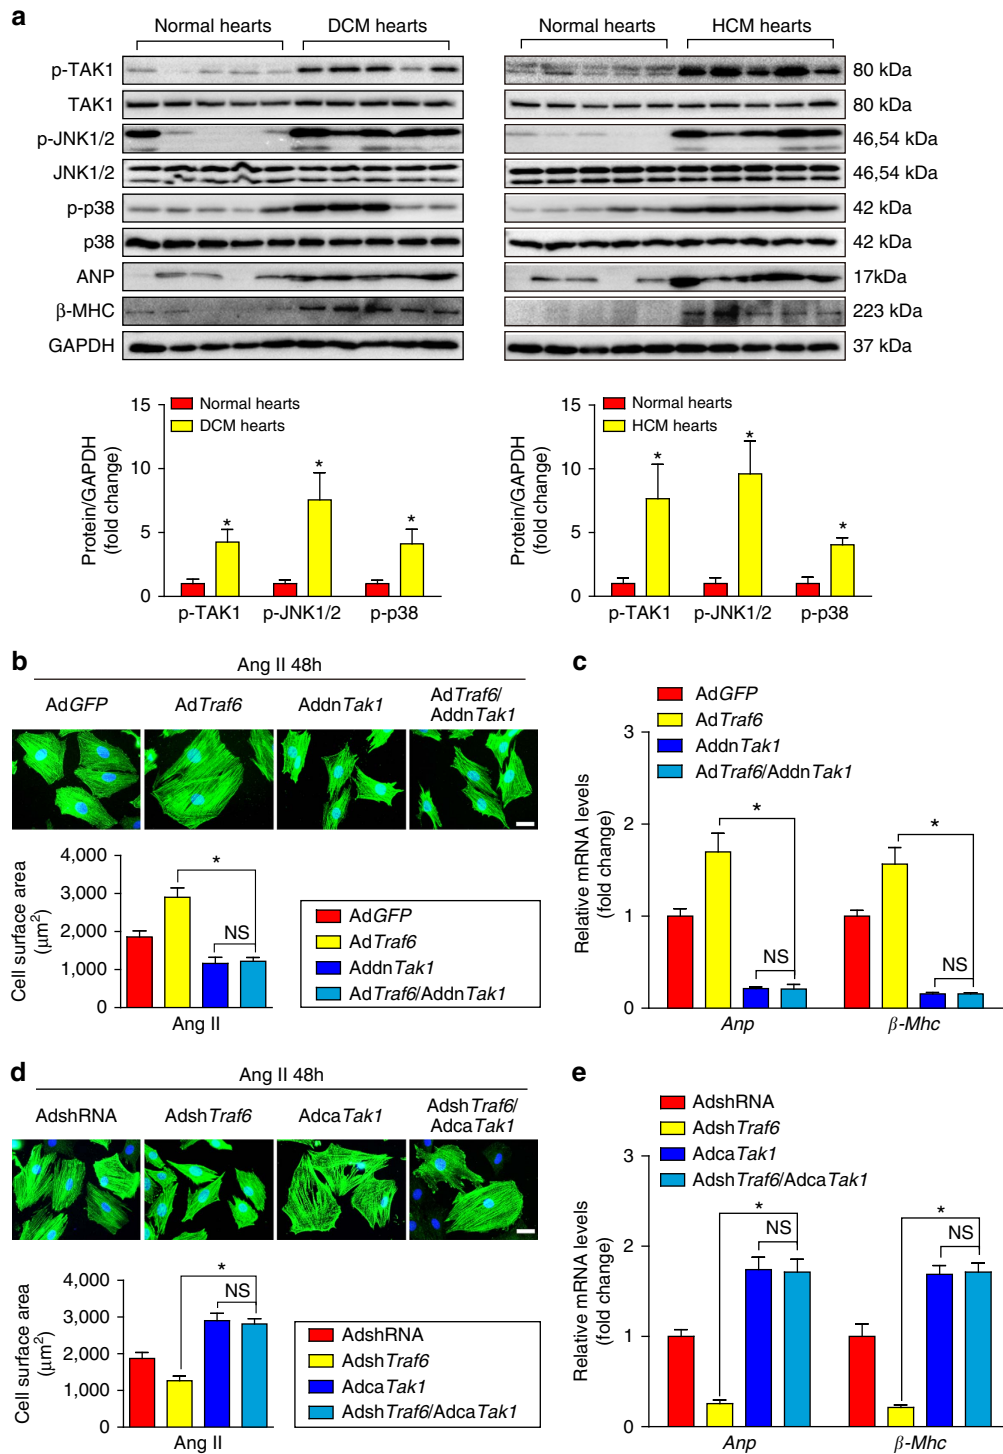 a
Normal hearts DCM hearts Normal hearts HCM hearts
p-TAK1 80 kDa
TAK1 80 kDa
p-JNK1/2 46,54 kDa
JNK1/2 46,54 kDa
p-p38 42 kDa
p38 42 kDa
ANP 17kDa
β-MHC 223 kDa
GAPDH 37 kDa
Protein/GAPDH
(fold change)
15
10
5
0
Normal hearts
DCM hearts
* * *
p-TAK1 p-JNK1/2 p-p38
Protein/GAPDH
(fold change)
15
10
5
0
Normal hearts
HCM hearts
* * *
p-TAK1 p-JNK1/2 p-p38
b
Ang II 48h
AdGFP AdTraf6 AddnTak1 AdTraf6/
AddnTak1
Cell surface area
(μm2)
4,000
3,000
2,000
1,000
0
*
NS
Ang II
AdGFP
AdTraf6
AddnTak1
AdTraf6/AddnTak1
c
AdGFP
AdTraf6
AddnTak1
AdTraf6/AddnTak1
Relative mRNA levels
(fold change)
3
2
1
0
* *
NS NS
Anp β-Mhc
d
Ang II 48h
AdshRNA AdshTraf6 AdcaTak1 AdshTraf6/
AdcaTak1
Cell surface area
(μm2)
4,000
3,000
2,000
1,000
0
*
NS
Ang II
AdshRNA
AdshTraf6
AdcaTak1
AdshTraf6/AdcaTak1
e
AdshRNA
AdshTraf6
AdcaTak1
AdshTraf6/AdcaTak1
Relative mRNA levels
(fold change)
3
2
1
0
* *
NS NS
Anp β-Mhc